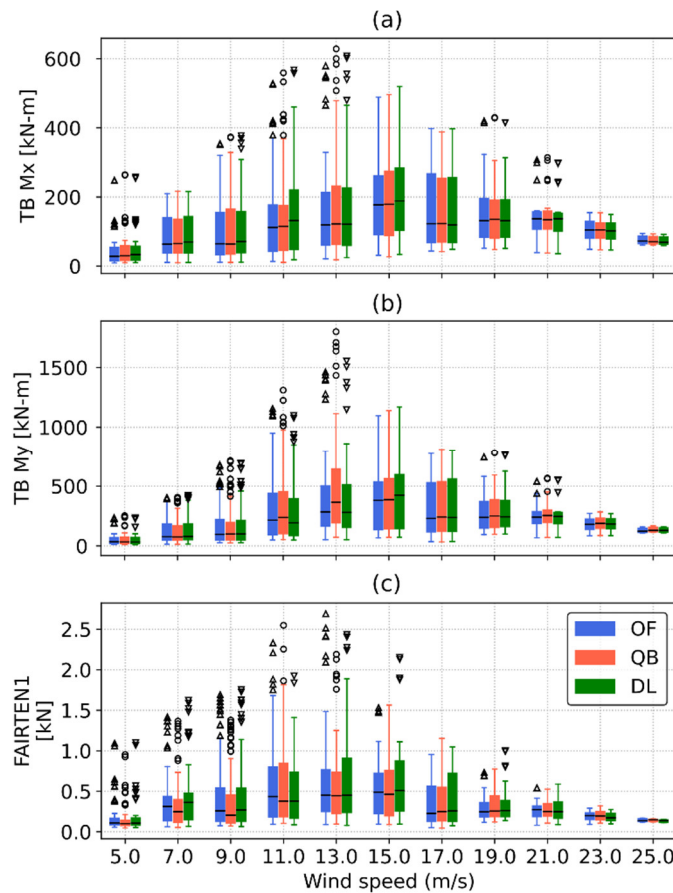 (a)
600
400
200
0
TB Mx [kN-m]
(b)
1500
1000
500
0
TB My [kN-m]
(c)
2.5
2.0
1.5
1.0
0.5
0.0
FAIRTEN1
[kN]
OF
QB
DL
5.0 7.0 9.0 11.0 13.0 15.0 17.0 19.0 21.0 23.0 25.0
Wind speed (m/s)